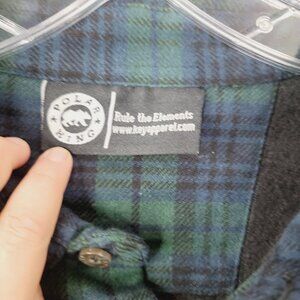 POLAR
KING
Rule the Elements
www.keyapparel.com